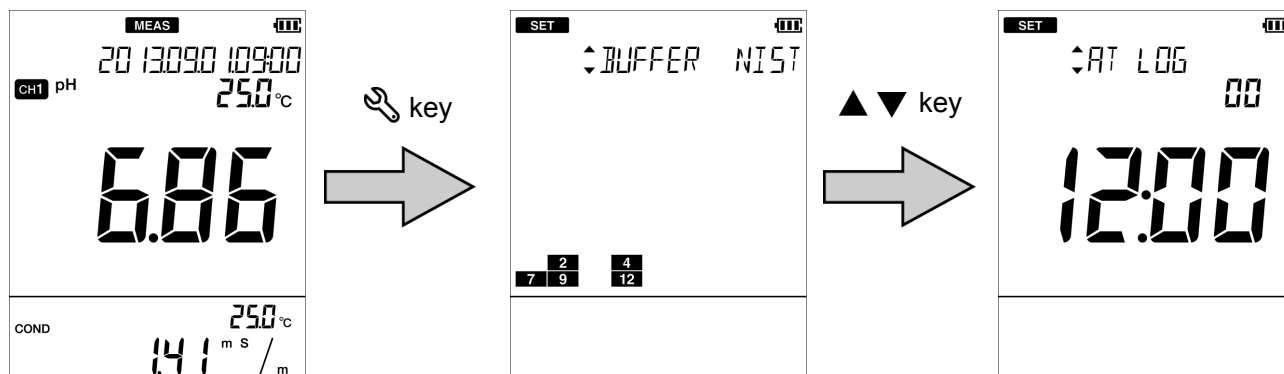 MEAS
2013.09.01.09:00
CH1 pH
25.0 °C
6.86
COND
25.0 °C
1.41 m S / m
key
SET
BUFFER NIST
2 4
7 9 12
key
SET
AT LOG
00
12:00